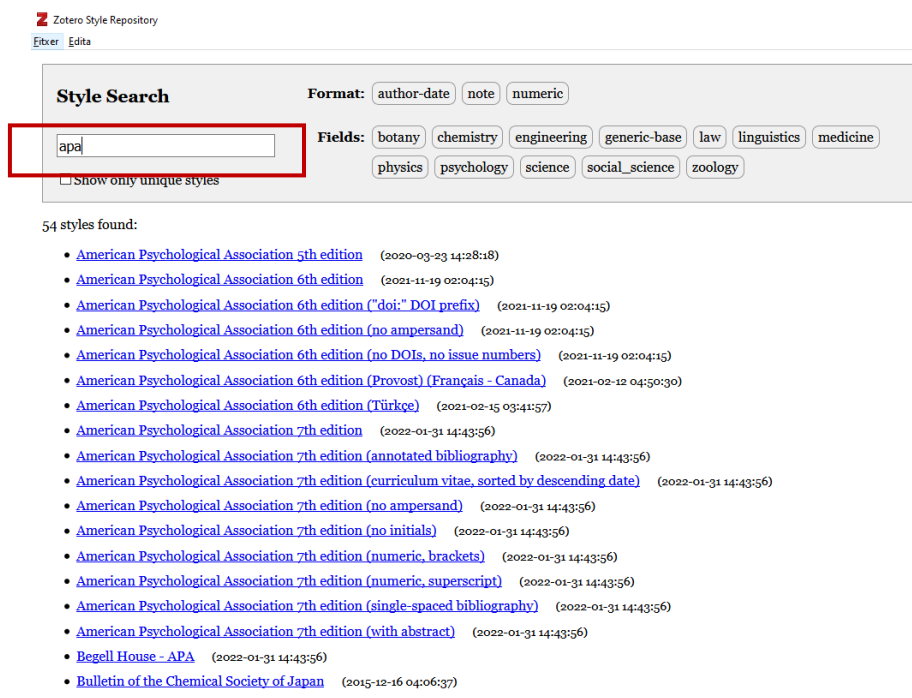 Zotero Style Repository
Fitxer Edita
Style Search
Format: author-date note numeric
apa
Fields: botany chemistry engineering generic-base law linguistics medicine
physics psychology science social_science zoology
Show only unique styles
54 styles found:
American Psychological Association 5th edition (2020-03-23 14:28:18)
American Psychological Association 6th edition (2021-11-19 02:04:15)
American Psychological Association 6th edition ("doi:" DOI prefix) (2021-11-19 02:04:15)
American Psychological Association 6th edition (no ampersand) (2021-11-19 02:04:15)
American Psychological Association 6th edition (no DOIs, no issue numbers) (2021-11-19 02:04:15)
American Psychological Association 6th edition (Provost) (Français - Canada) (2021-02-12 04:50:30)
American Psychological Association 6th edition (Türkçe) (2021-02-15 03:41:57)
American Psychological Association 7th edition (2022-01-31 14:43:56)
American Psychological Association 7th edition (annotated bibliography) (2022-01-31 14:43:56)
American Psychological Association 7th edition (curriculum vitae, sorted by descending date) (2022-01-31 14:43:56)
American Psychological Association 7th edition (no ampersand) (2022-01-31 14:43:56)
American Psychological Association 7th edition (no initials) (2022-01-31 14:43:56)
American Psychological Association 7th edition (numeric, brackets) (2022-01-31 14:43:56)
American Psychological Association 7th edition (numeric, superscript) (2022-01-31 14:43:56)
American Psychological Association 7th edition (single-spaced bibliography) (2022-01-31 14:43:56)
American Psychological Association 7th edition (with abstract) (2022-01-31 14:43:56)
Begell House - APA (2022-01-31 14:43:56)
Bulletin of the Chemical Society of Japan (2015-12-16 04:06:37)